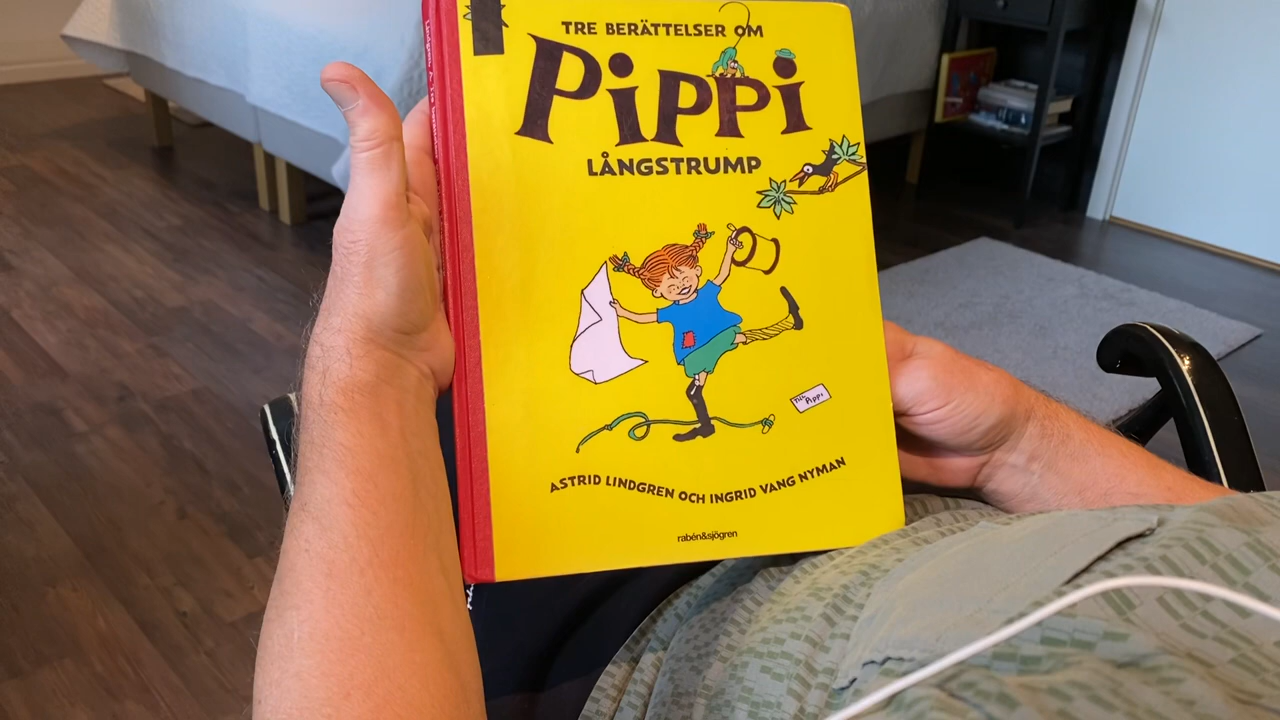 TRE BERÄTTELSER OM
PIPPI
LÅNGSTRUMP
TILL
PIPPI
ASTRID LINDGREN OCH INGRID VANG NYMAN
rabén&sjögren